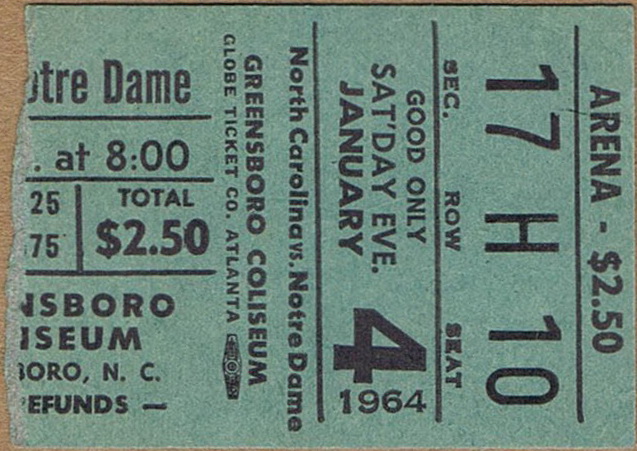 otre Dame
. at 8:00
25
75
TOTAL
$2.50
NSBORO
ISEUM
BORO, N. C.
EFUNDS —
ARENA - $2.50
SEC. ROW SEAT
17 H 10
GOOD ONLY
SAT'DAY EVE.
JANUARY 4
1964
North Carolina vs. Notre Dame
GREENSBORO COLISEUM
GLOBE TICKET CO. ATLANTA